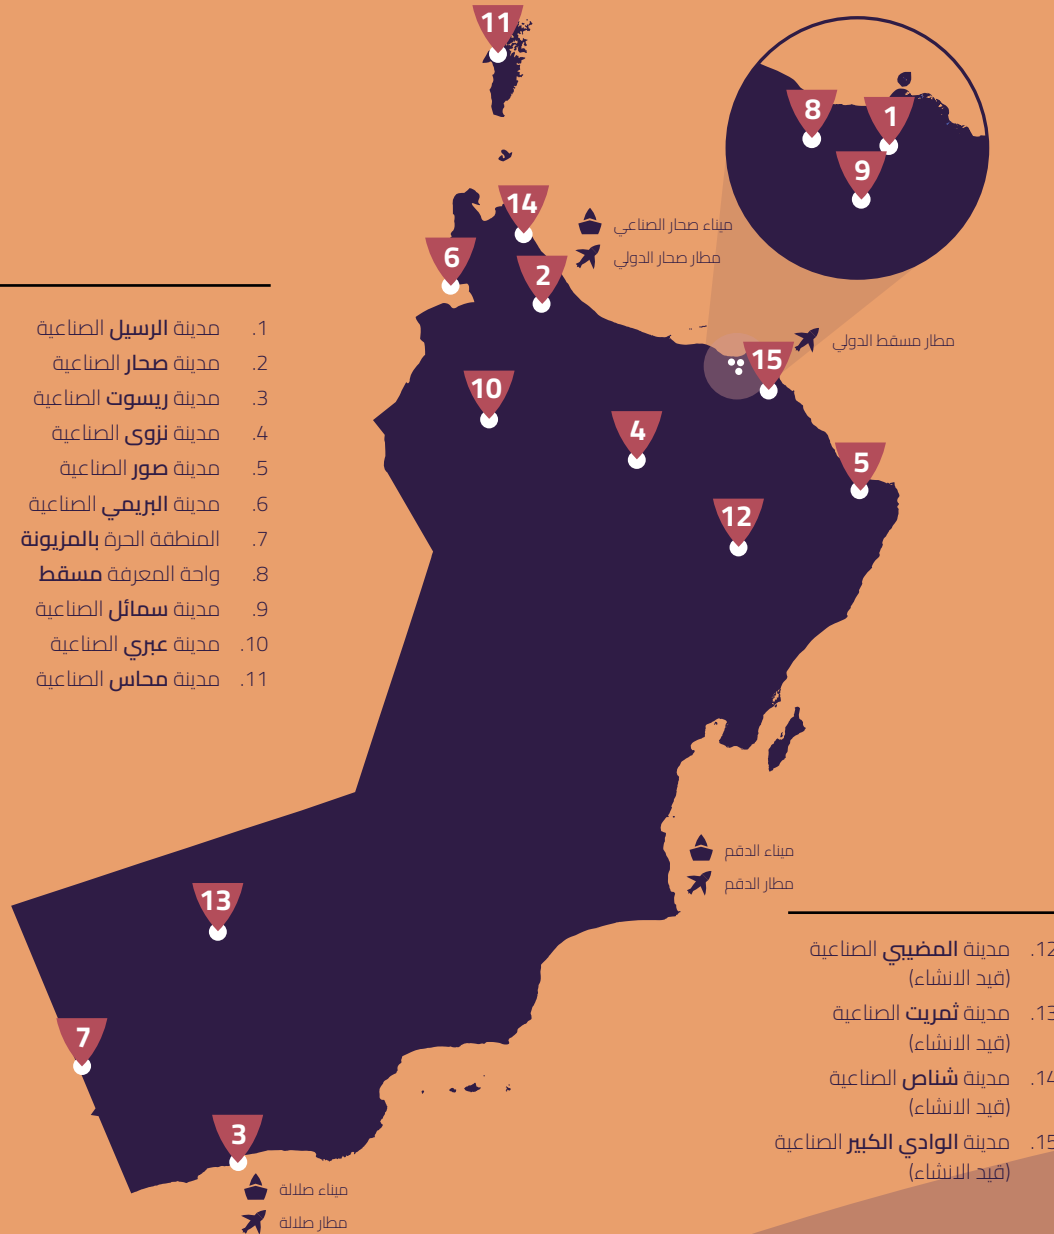 11
8
1
9
14
ميناء صحار الصناعي
6
2
مطار صحار الدولي
15
مطار مسقط الدولي
10
4
5
12
1. مدينة الرسيل الصناعية
2. مدينة صحار الصناعية
3. مدينة ريسوت الصناعية
4. مدينة نزوى الصناعية
5. مدينة صور الصناعية
6. مدينة البريمي الصناعية
7. المنطقة الحرة بالمزيونة
8. واحة المعرفة مسقط
9. مدينة سمائل الصناعية
10. مدينة عبري الصناعية
11. مدينة محاس الصناعية
ميناء الدقم
مطار الدقم
13
7
3
ميناء صلالة
مطار صلالة
12. مدينة المضيبي الصناعية
(قيد الانشاء)
13. مدينة ثمريت الصناعية
(قيد الانشاء)
14. مدينة شناص الصناعية
(قيد الانشاء)
15. مدينة الوادي الكبير الصناعية
(قيد الانشاء)